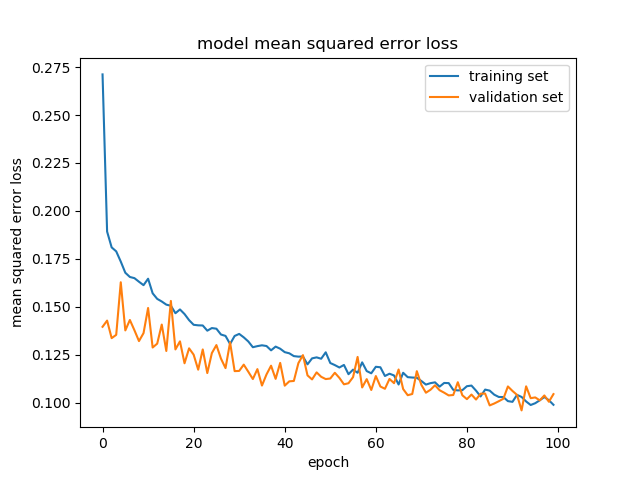 model mean squared error loss
training set
validation set
mean squared error loss
0.275
0.250
0.225
0.200
0.175
0.150
0.125
0.100
0 20 40 60 80 100
epoch